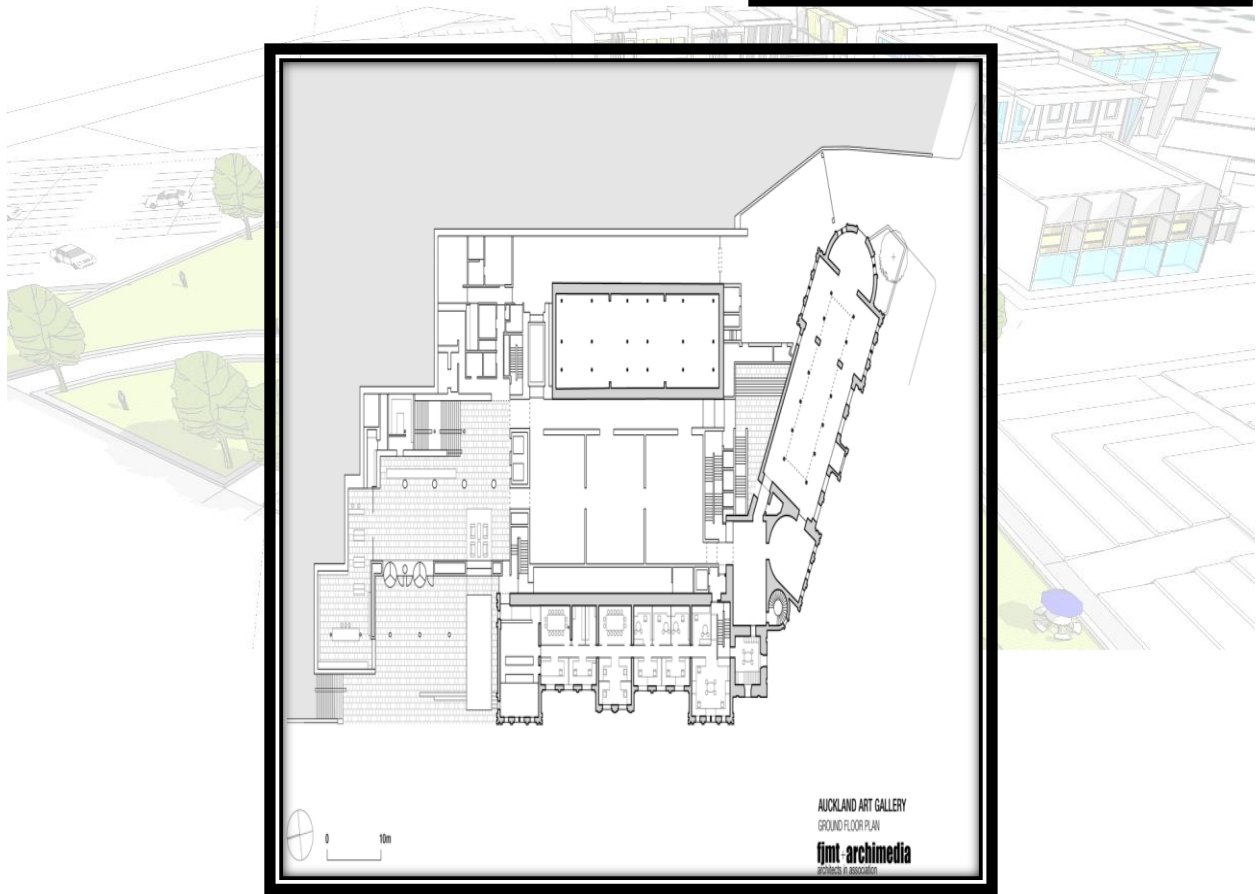 0 10m
AUCKLAND ART GALLERY
GROUND FLOOR PLAN
fjmt+archimedia
architects in association